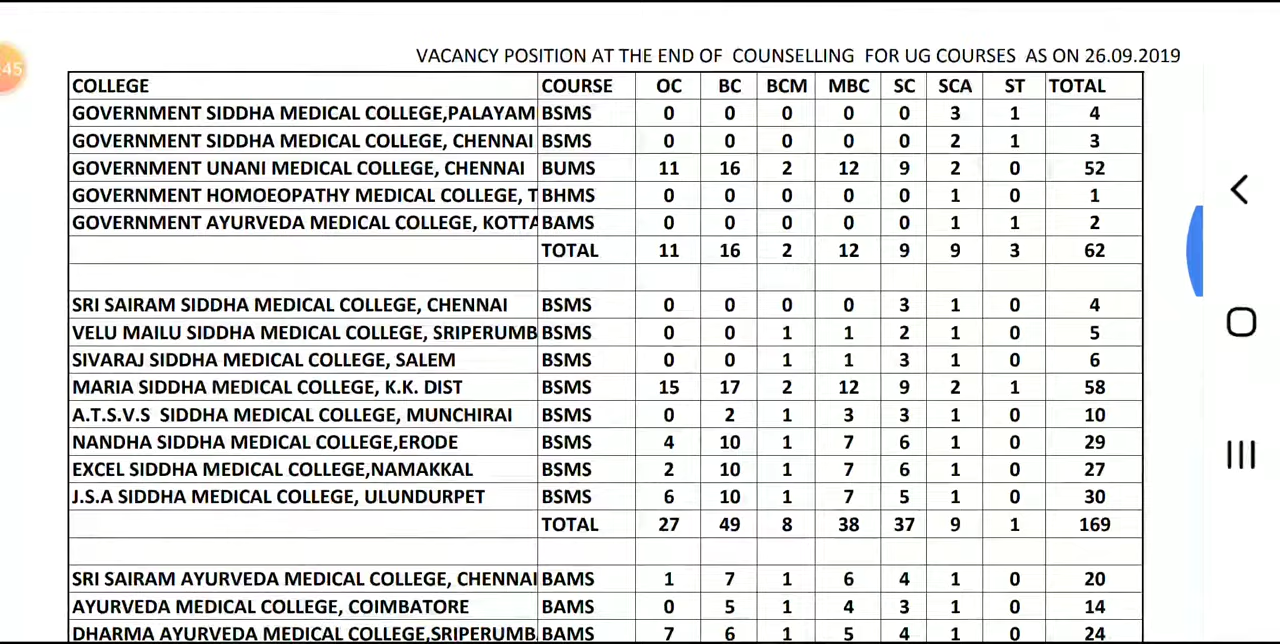 :45
VACANCY POSITION AT THE END OF COUNSELLING FOR UG COURSES AS ON 26.09.2019
COLLEGE COURSE OC BC BCM MBC SC SCA ST TOTAL
GOVERNMENT SIDDHA MEDICAL COLLEGE,PALAYAM BSMS 0 0 0 0 0 3 1 4
GOVERNMENT SIDDHA MEDICAL COLLEGE, CHENNAI BSMS 0 0 0 0 0 2 1 3
GOVERNMENT UNANI MEDICAL COLLEGE, CHENNAI BUMS 11 16 2 12 9 2 0 52
GOVERNMENT HOMOEOPATHY MEDICAL COLLEGE, T BHMS 0 0 0 0 0 1 0 1
GOVERNMENT AYURVEDA MEDICAL COLLEGE, KOTTA BAMS 0 0 0 0 0 1 1 2
TOTAL 11 16 2 12 9 9 3 62
SRI SAIRAM SIDDHA MEDICAL COLLEGE, CHENNAI BSMS 0 0 0 0 3 1 0 4
VELU MAILU SIDDHA MEDICAL COLLEGE, SRIPERUMB BSMS 0 0 1 1 2 1 0 5
SIVARAJ SIDDHA MEDICAL COLLEGE, SALEM BSMS 0 0 1 1 3 1 0 6
MARIA SIDDHA MEDICAL COLLEGE, K.K. DIST BSMS 15 17 2 12 9 2 1 58
A.T.S.V.S SIDDHA MEDICAL COLLEGE, MUNCHIRAI BSMS 0 2 1 3 3 1 0 10
NANDHA SIDDHA MEDICAL COLLEGE,ERODE BSMS 4 10 1 7 6 1 0 29
EXCEL SIDDHA MEDICAL COLLEGE,NAMAKKAL BSMS 2 10 1 7 6 1 0 27
J.S.A SIDDHA MEDICAL COLLEGE, ULUNDURPET BSMS 6 10 1 7 5 1 0 30
TOTAL 27 49 8 38 37 9 1 169
SRI SAIRAM AYURVEDA MEDICAL COLLEGE, CHENNAI BAMS 1 7 1 6 4 1 0 20
AYURVEDA MEDICAL COLLEGE, COIMBATORE BAMS 0 5 1 4 3 1 0 14
DHARMA AYURVEDA MEDICAL COLLEGE,SRIPERUMB BAMS 7 6 1 5 4 1 0 24